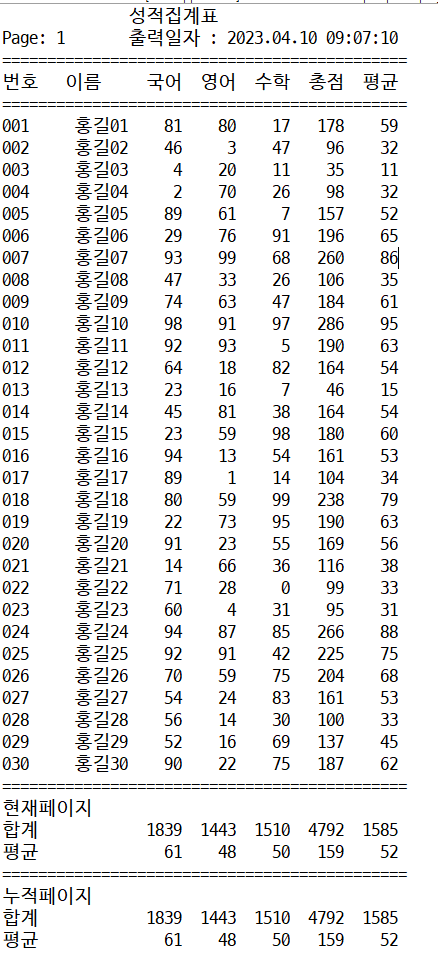 성적집계표
Page: 1 출력일자 : 2023.04.10 09:07:10
=============================================
번호 이름 국어 영어 수학 총점 평균
=============================================
001 홍길01 81 80 17 178 59
002 홍길02 46 3 47 96 32
003 홍길03 4 20 11 35 11
004 홍길04 2 70 26 98 32
005 홍길05 89 61 7 157 52
006 홍길06 29 76 91 196 65
007 홍길07 93 99 68 260 86
008 홍길08 47 33 26 106 35
009 홍길09 74 63 47 184 61
010 홍길10 98 91 97 286 95
011 홍길11 92 93 5 190 63
012 홍길12 64 18 82 164 54
013 홍길13 23 16 7 46 15
014 홍길14 45 81 38 164 54
015 홍길15 23 59 98 180 60
016 홍길16 94 13 54 161 53
017 홍길17 89 1 14 104 34
018 홍길18 80 59 99 238 79
019 홍길19 22 73 95 190 63
020 홍길20 91 23 55 169 56
021 홍길21 14 66 36 116 38
022 홍길22 71 28 0 99 33
023 홍길23 60 4 31 95 31
024 홍길24 94 87 85 266 88
025 홍길25 92 91 42 225 75
026 홍길26 70 59 75 204 68
027 홍길27 54 24 83 161 53
028 홍길28 56 14 30 100 33
029 홍길29 52 16 69 137 45
030 홍길30 90 22 75 187 62
=============================================
현재페이지
합계 1839 1443 1510 4792 1585
평균 61 48 50 159 52
=============================================
누적페이지
합계 1839 1443 1510 4792 1585
평균 61 48 50 159 52